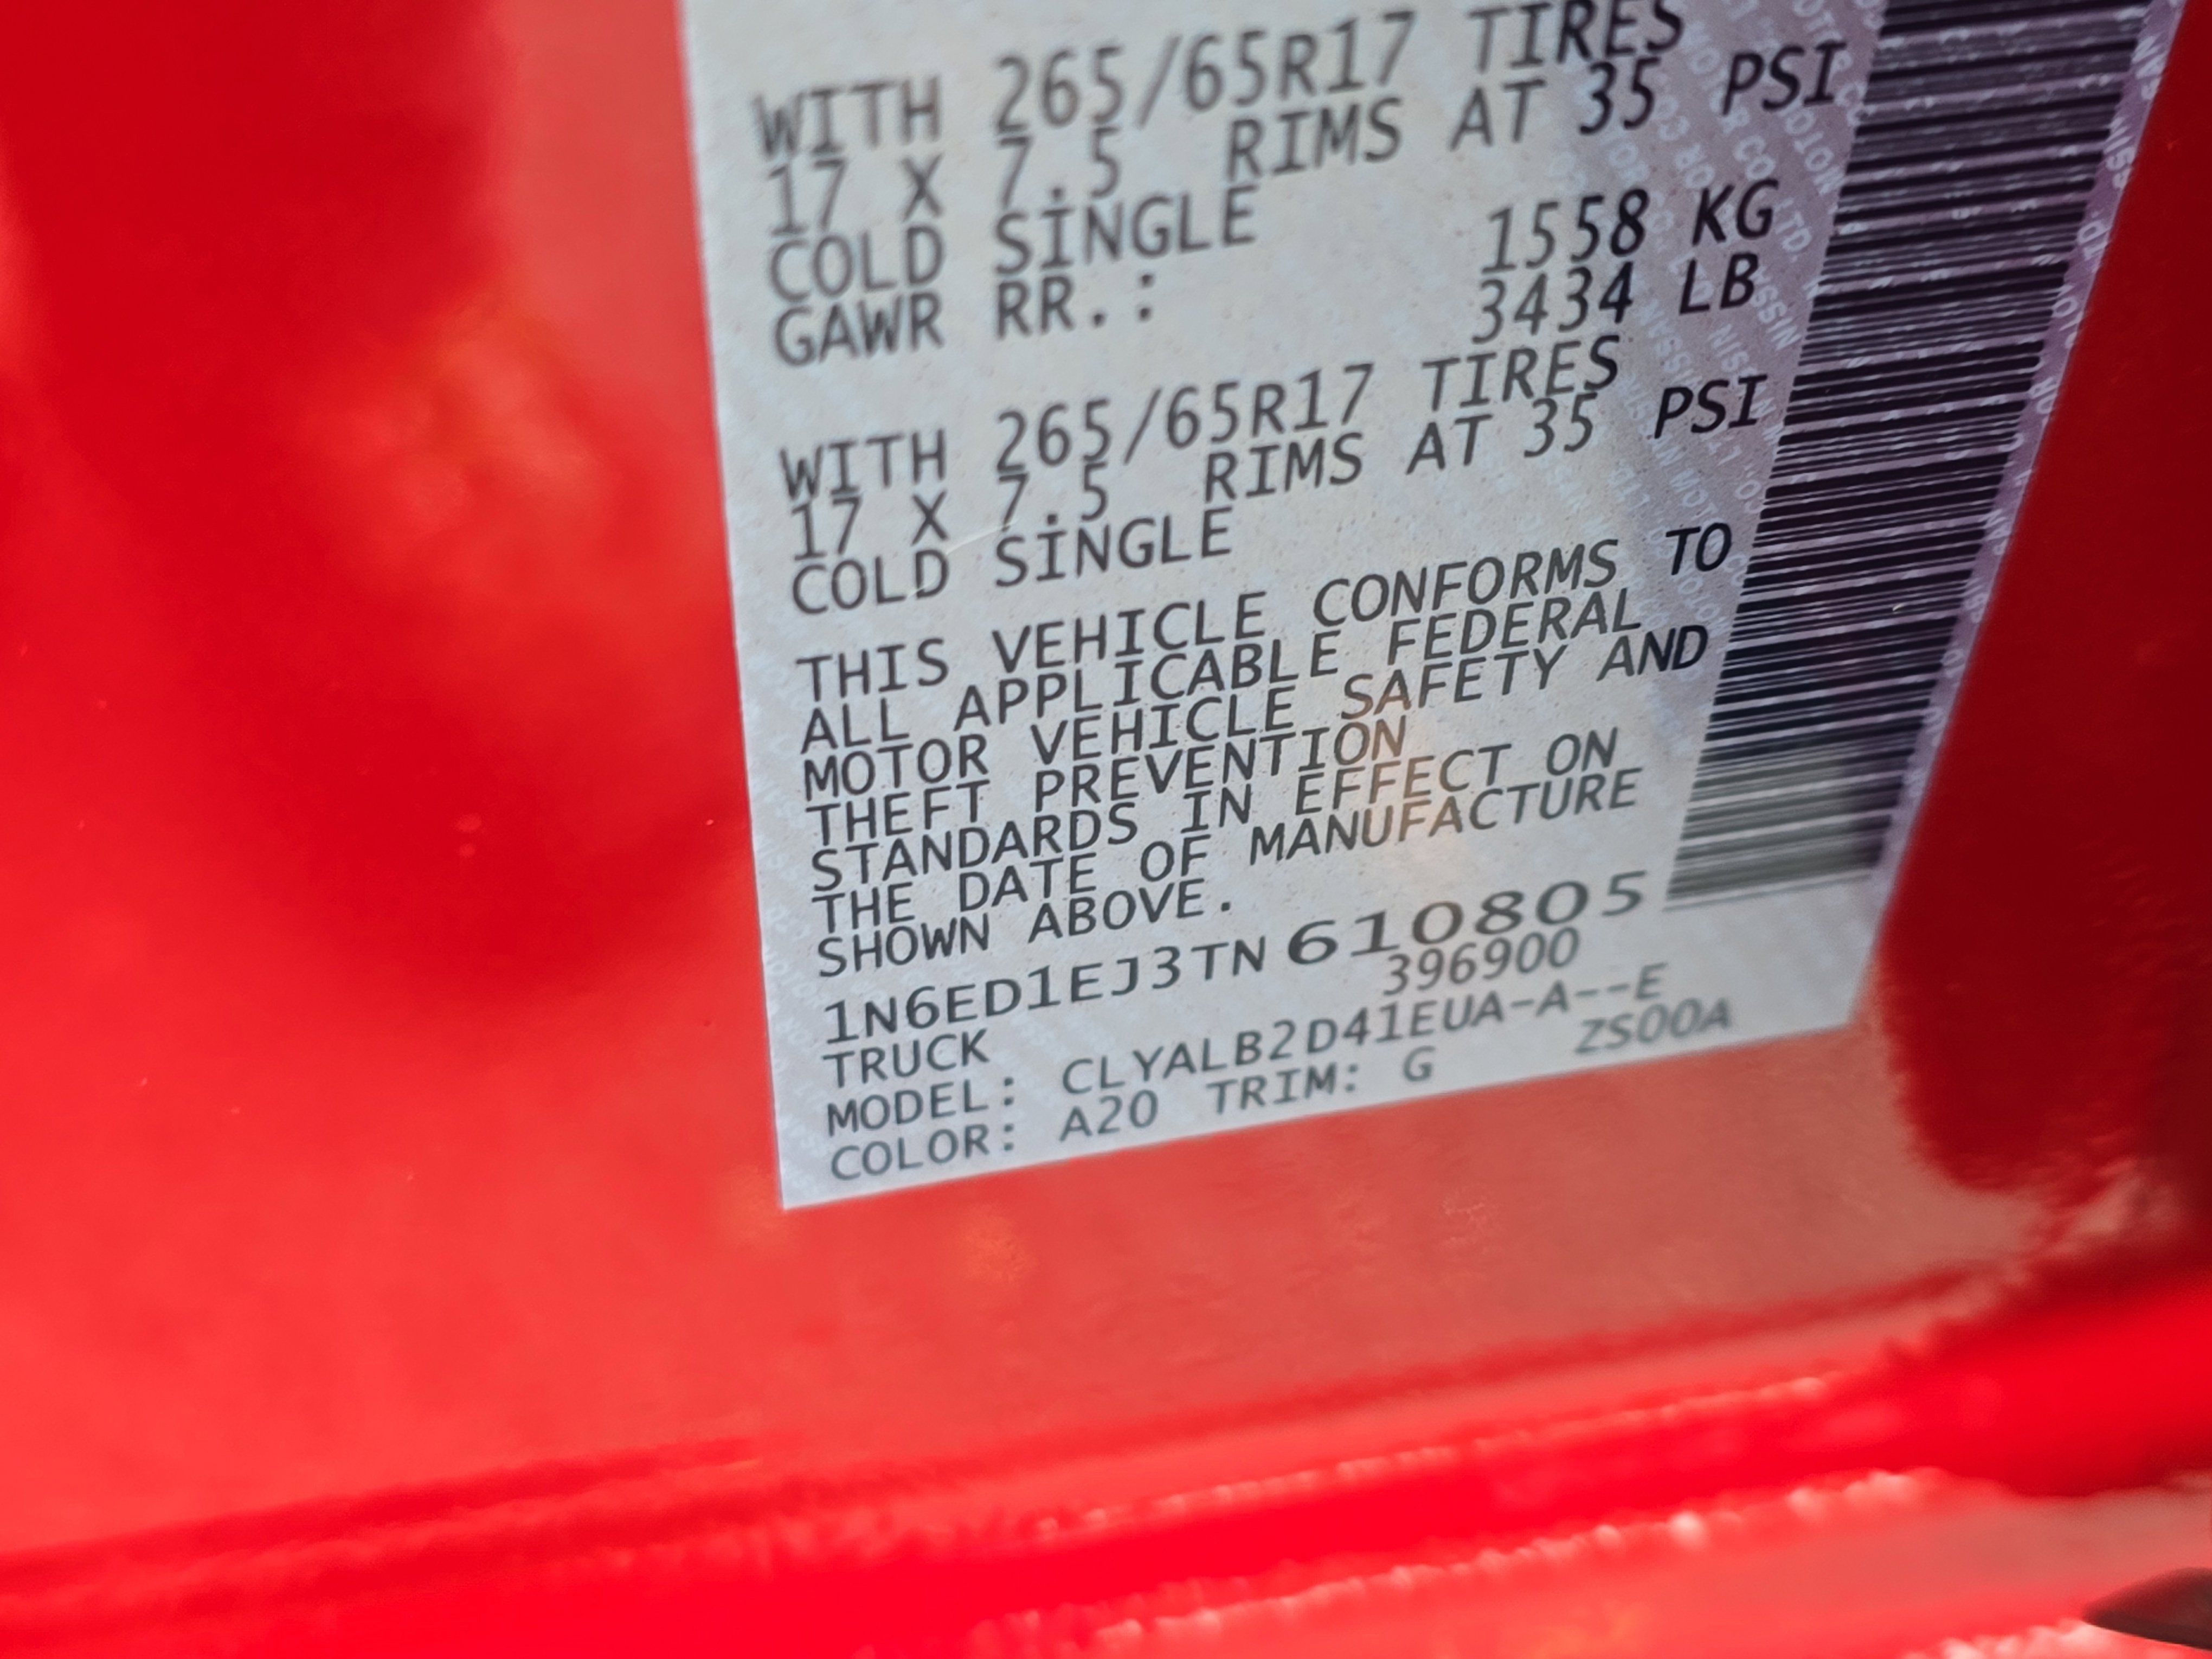 WITH 265/65R17 TIRES
17 X 7.5 RIMS AT 35 PSI
COLD SINGLE
GAWR RR.: 1558 KG
3434 LB
WITH 265/65R17 TIRES
17 X 7.5 RIMS AT 35 PSI
COLD SINGLE
THIS VEHICLE CONFORMS TO
ALL APPLICABLE FEDERAL
MOTOR VEHICLE SAFETY AND
THEFT PREVENTION
STANDARDS IN EFFECT ON
THE DATE OF MANUFACTURE
SHOWN ABOVE.
1N6ED1EJ3TN610805
TRUCK 396900
MODEL: CLYALB2D41EUA-A--E
COLOR: A20 TRIM: G ZS00A